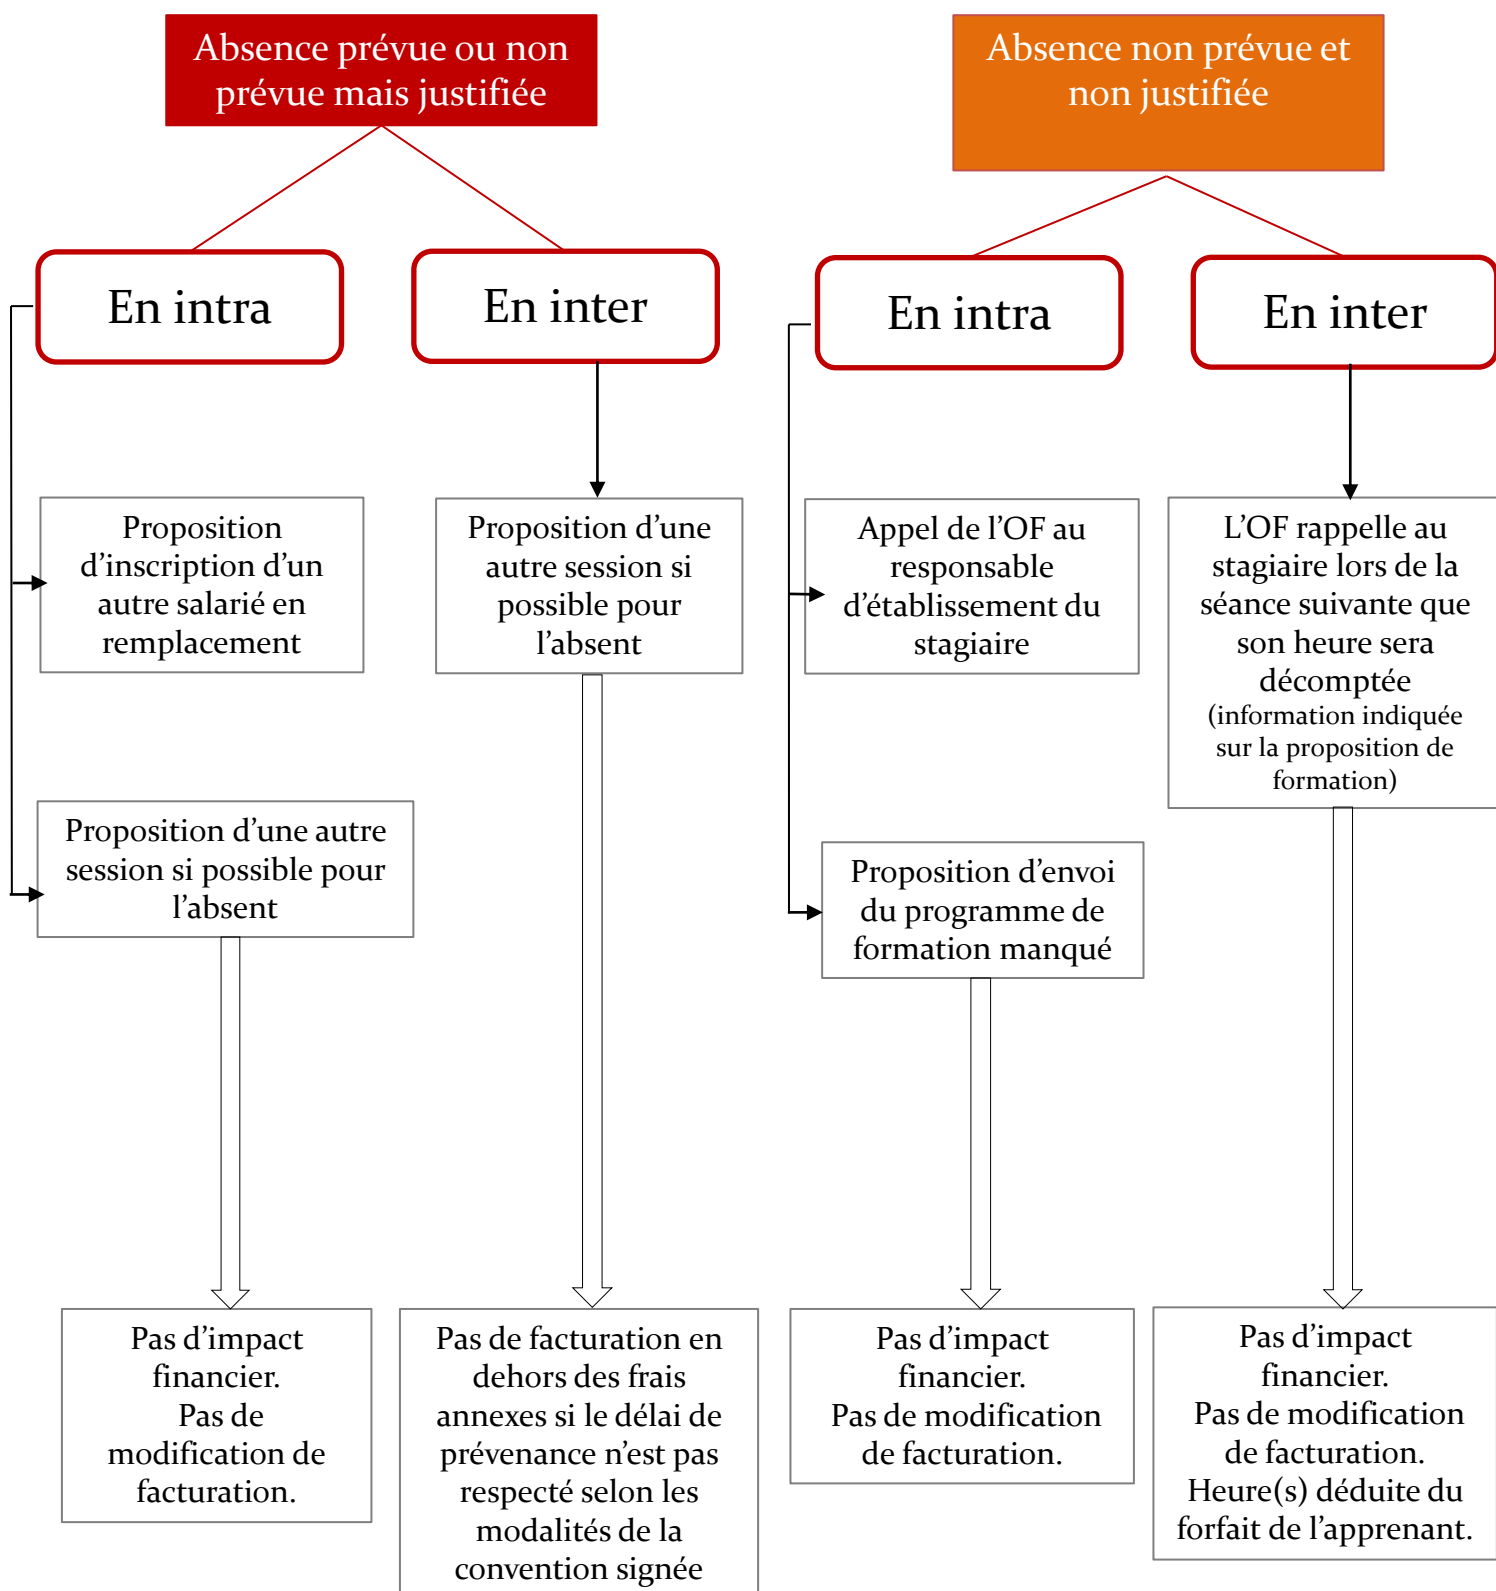 Absence prévue ou non
prévue mais justifiée
Absence non prévue et
non justifiée
En intra
En inter
En intra
En inter
Proposition
d’inscription d’un
autre salarié en
remplacement
Proposition d’une
autre session si
possible pour
l’absent
Appel de l’OF au
responsable
d’établissement du
stagiaire
L’OF rappelle au
stagiaire lors de la
séance suivante que
son heure sera
décomptée
(information indiquée
sur la proposition de
formation)
Proposition d’une autre
session si possible pour
l’absent
Proposition d’envoi
du programme de
formation manqué
Pas d’impact
financier.
Pas de
modification de
facturation.
Pas de facturation en
dehors des frais
annexes si le délai de
prévenance n’est pas
respecté selon les
modalités de la
convention signée
Pas d’impact
financier.
Pas de modification
de facturation.
Pas d’impact
financier.
Pas de modification
de facturation.
Heure(s) déduite du
forfait de l’apprenant.